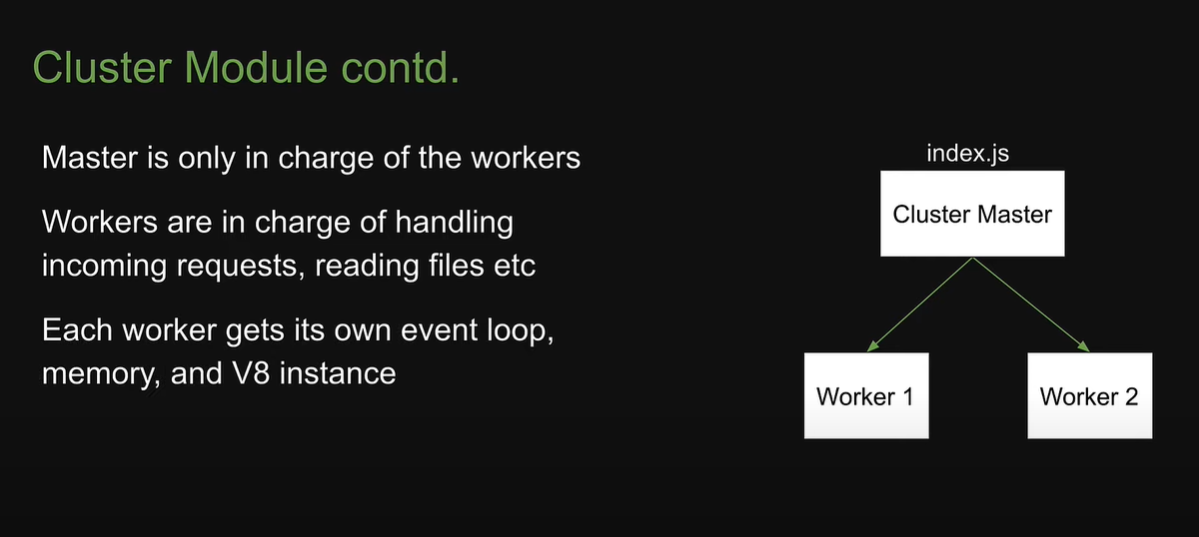 Cluster Module contd.
Master is only in charge of the workers
Workers are in charge of handling
incoming requests, reading files etc
Each worker gets its own event loop,
memory, and V8 instance
index.js
Cluster Master
Worker 1
Worker 2